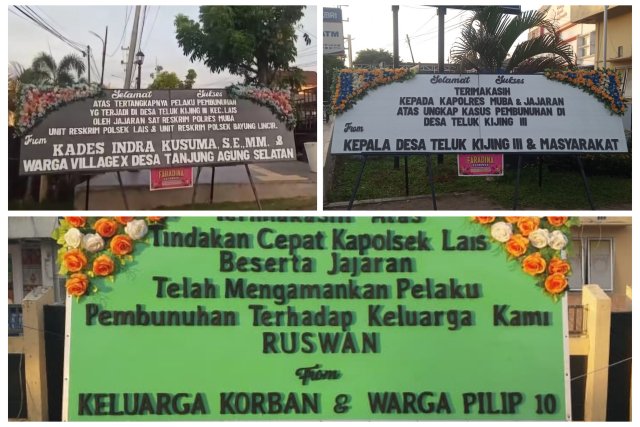 Selamat Sukses
ATAS TERTANGKAPNYA PELAKU PEMBUNUHAN
YG TERJADI DI DESA TELUK KIJING III KEC.LAIS
OLEH JAJARAN SAT RESKRIM POLRES MUBA
UNIT RESKRIM POLSEK LAIS & UNIT RESKRIM POLSEK BAYUNG LINCIR.
From
KADES INDRA KUSUMA, S.E.,MM. &
WARGA VILLAGE X DESA TANJUNG AGUNG SELATAN
FARADINA
Selamat Sukses
TERIMAKASIH
KEPADA KAPOLRES MUBA & JAJARAN
ATAS UNGKAP KASUS PEMBUNUHAN DI
DESA TELUK KIJING III
From
KEPALA DESA TELUK KIJING III & MASYARAKAT
FARADINA
Terimakasih Atas
Tindakan Cepat Kapolsek Lais
Beserta Jajaran
Telah Mengamankan Pelaku
Pembunuhan Terhadap Keluarga Kami
RUSWAN
From
KELUARGA KORBAN & WARGA PILIP 10